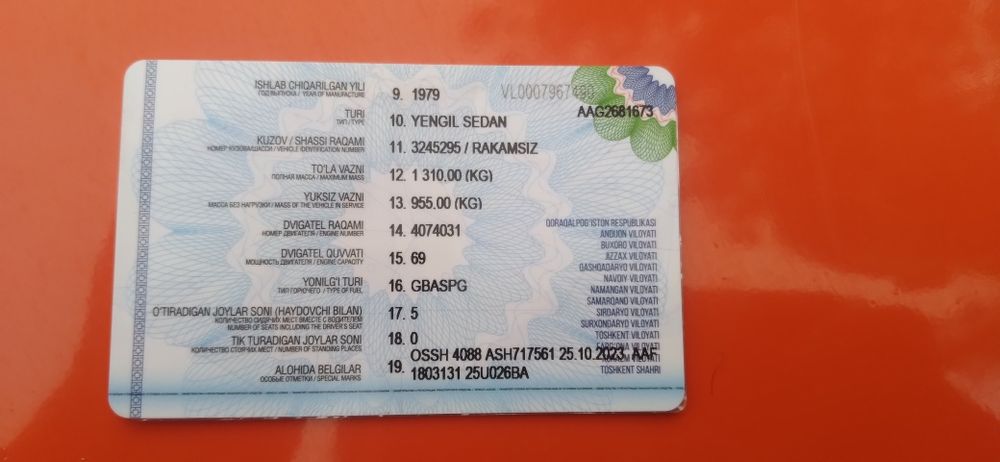 ISHLAB CHIQARILGAN YILI
ГОД ВЫПУСКА / YEAR OF MANUFACTURE
9. 1979
VL0007967
AAG2681673
TURI
ТИП / TYPE
10. YENGIL SEDAN
KUZOV / SHASSI RAQAMI
НОМЕР КУЗОВА/ШАССИ / VEHICLE IDENTIFICATION NUMBER
11. 3245295 / RAKAMSIZ
TO'LA VAZNI
ПОЛНАЯ МАССА / MAXIMUM MASS
12. 1 310.00 (KG)
YUKSIZ VAZNI
МАССА БЕЗ НАГРУЗКИ / MASS OF THE VEHICLE IN SERVICE
13. 955.00 (KG)
DVIGATEL RAQAMI
НОМЕР ДВИГАТЕЛЯ / ENGINE NUMBER
14. 4074031
DVIGATEL QUVVATI
МОЩНОСТЬ ДВИГАТЕЛЯ / ENGINE CAPACITY
15. 69
YONILG'I TURI
ТИП ГОРЮЧЕГО / TYPE OF FUEL
16. GBASPG
O'TIRADIGAN JOYLAR SONI (HAYDOVCHI BILAN)
КОЛИЧЕСТВО СИДЯЧИХ МЕСТ ВМЕСТЕ С ВОДИТЕЛЕМ
NUMBER OF SEATS INCLUDING THE DRIVER'S SEAT
17. 5
TIK TURADIGAN JOYLAR SONI
КОЛИЧЕСТВО СТОЯЧИХ МЕСТ / NUMBER OF STANDING PLACES
18. 0
ALOHIDA BELGILAR
ОСОБЫЕ ОТМЕТКИ / SPECIAL MARKS
19. OSSH 4088 ASH717561 25.10.2023, AAF
1803131 25U026BA
QORAQALPOG'ISTON RESPUBLIKASI
ANDIJON VILOYATI
BUXORO VILOYATI
JIZZAX VILOYATI
QASHQADARYO VILOYATI
NAVOIY VILOYATI
NAMANGAN VILOYATI
SAMARQAND VILOYATI
SIRDARYO VILOYATI
SURXONDARYO VILOYATI
TOSHKENT VILOYATI
FARG'ONA VILOYATI
VILOYATI
TOSHKENT SHAHRI